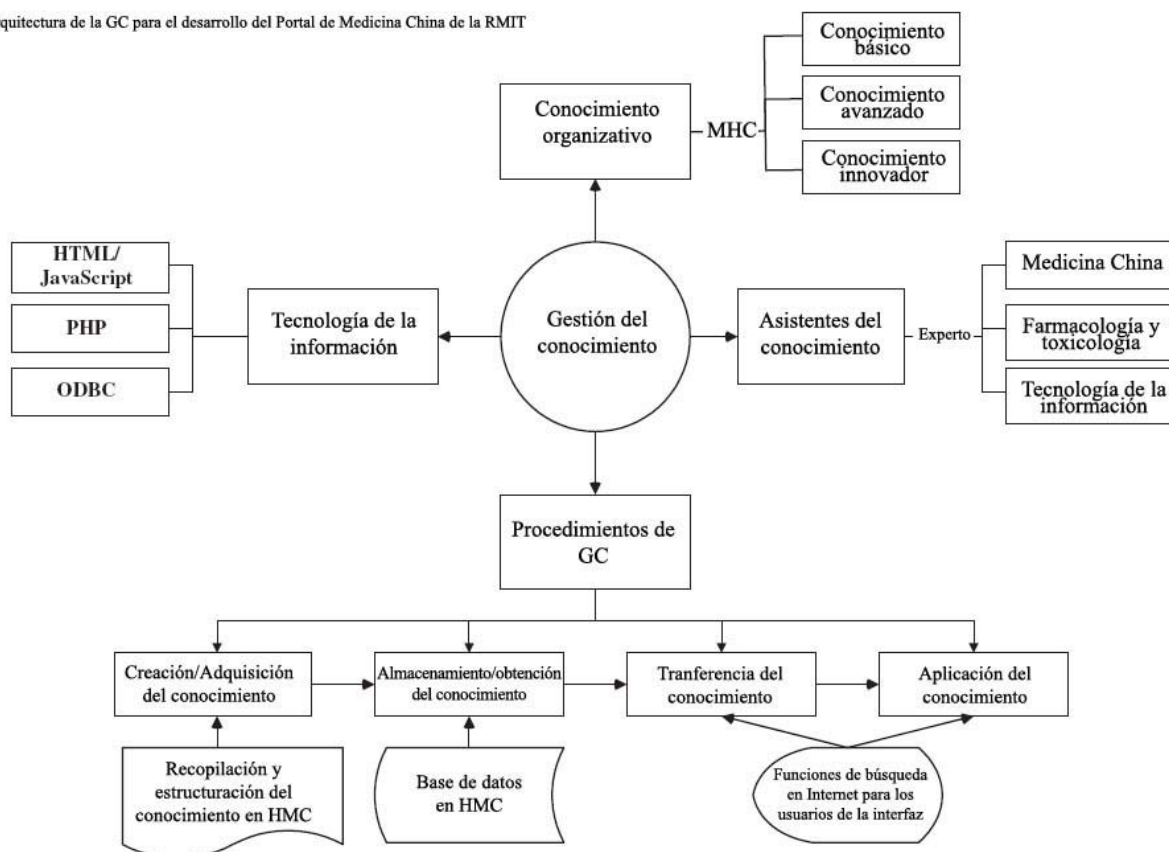 quitectura de la GC para el desarrollo del Portal de Medicina China de la RMIT
Conocimiento
organizativo
MHC
Conocimiento
básico
Conocimiento
avanzado
Conocimiento
innovador
HTML/
JavaScript
PHP
ODBC
Tecnología de la
información
Gestión del
conocimiento
Asistentes del
conocimiento
Experto
Medicina China
Farmacología y
toxicología
Tecnología de la
información
Procedimientos de
GC
Creación/Adquisición
del conocimiento
Almacenamiento/obtención
del conocimiento
Tranferencia del
conocimiento
Aplicación del
conocimiento
Recopilación y
estructuración del
conocimiento en HMC
Base de datos
en HMC
Funciones de búsqueda
en Internet para los
usuarios de la interfaz